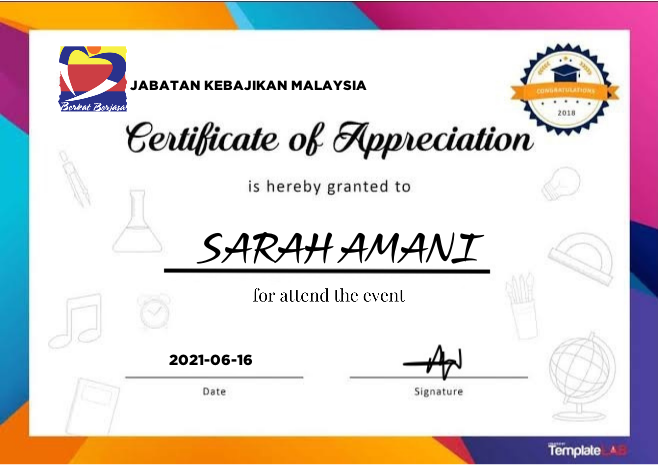 Berkat Berjasa
JABATAN KEBAJIKAN MALAYSIA
CONGRATULATIONS
2018
Certificate of Appreciation
is hereby granted to
SARAH AMANI
for attend the event
2021-06-16
Date
Signature
TemplateLAB